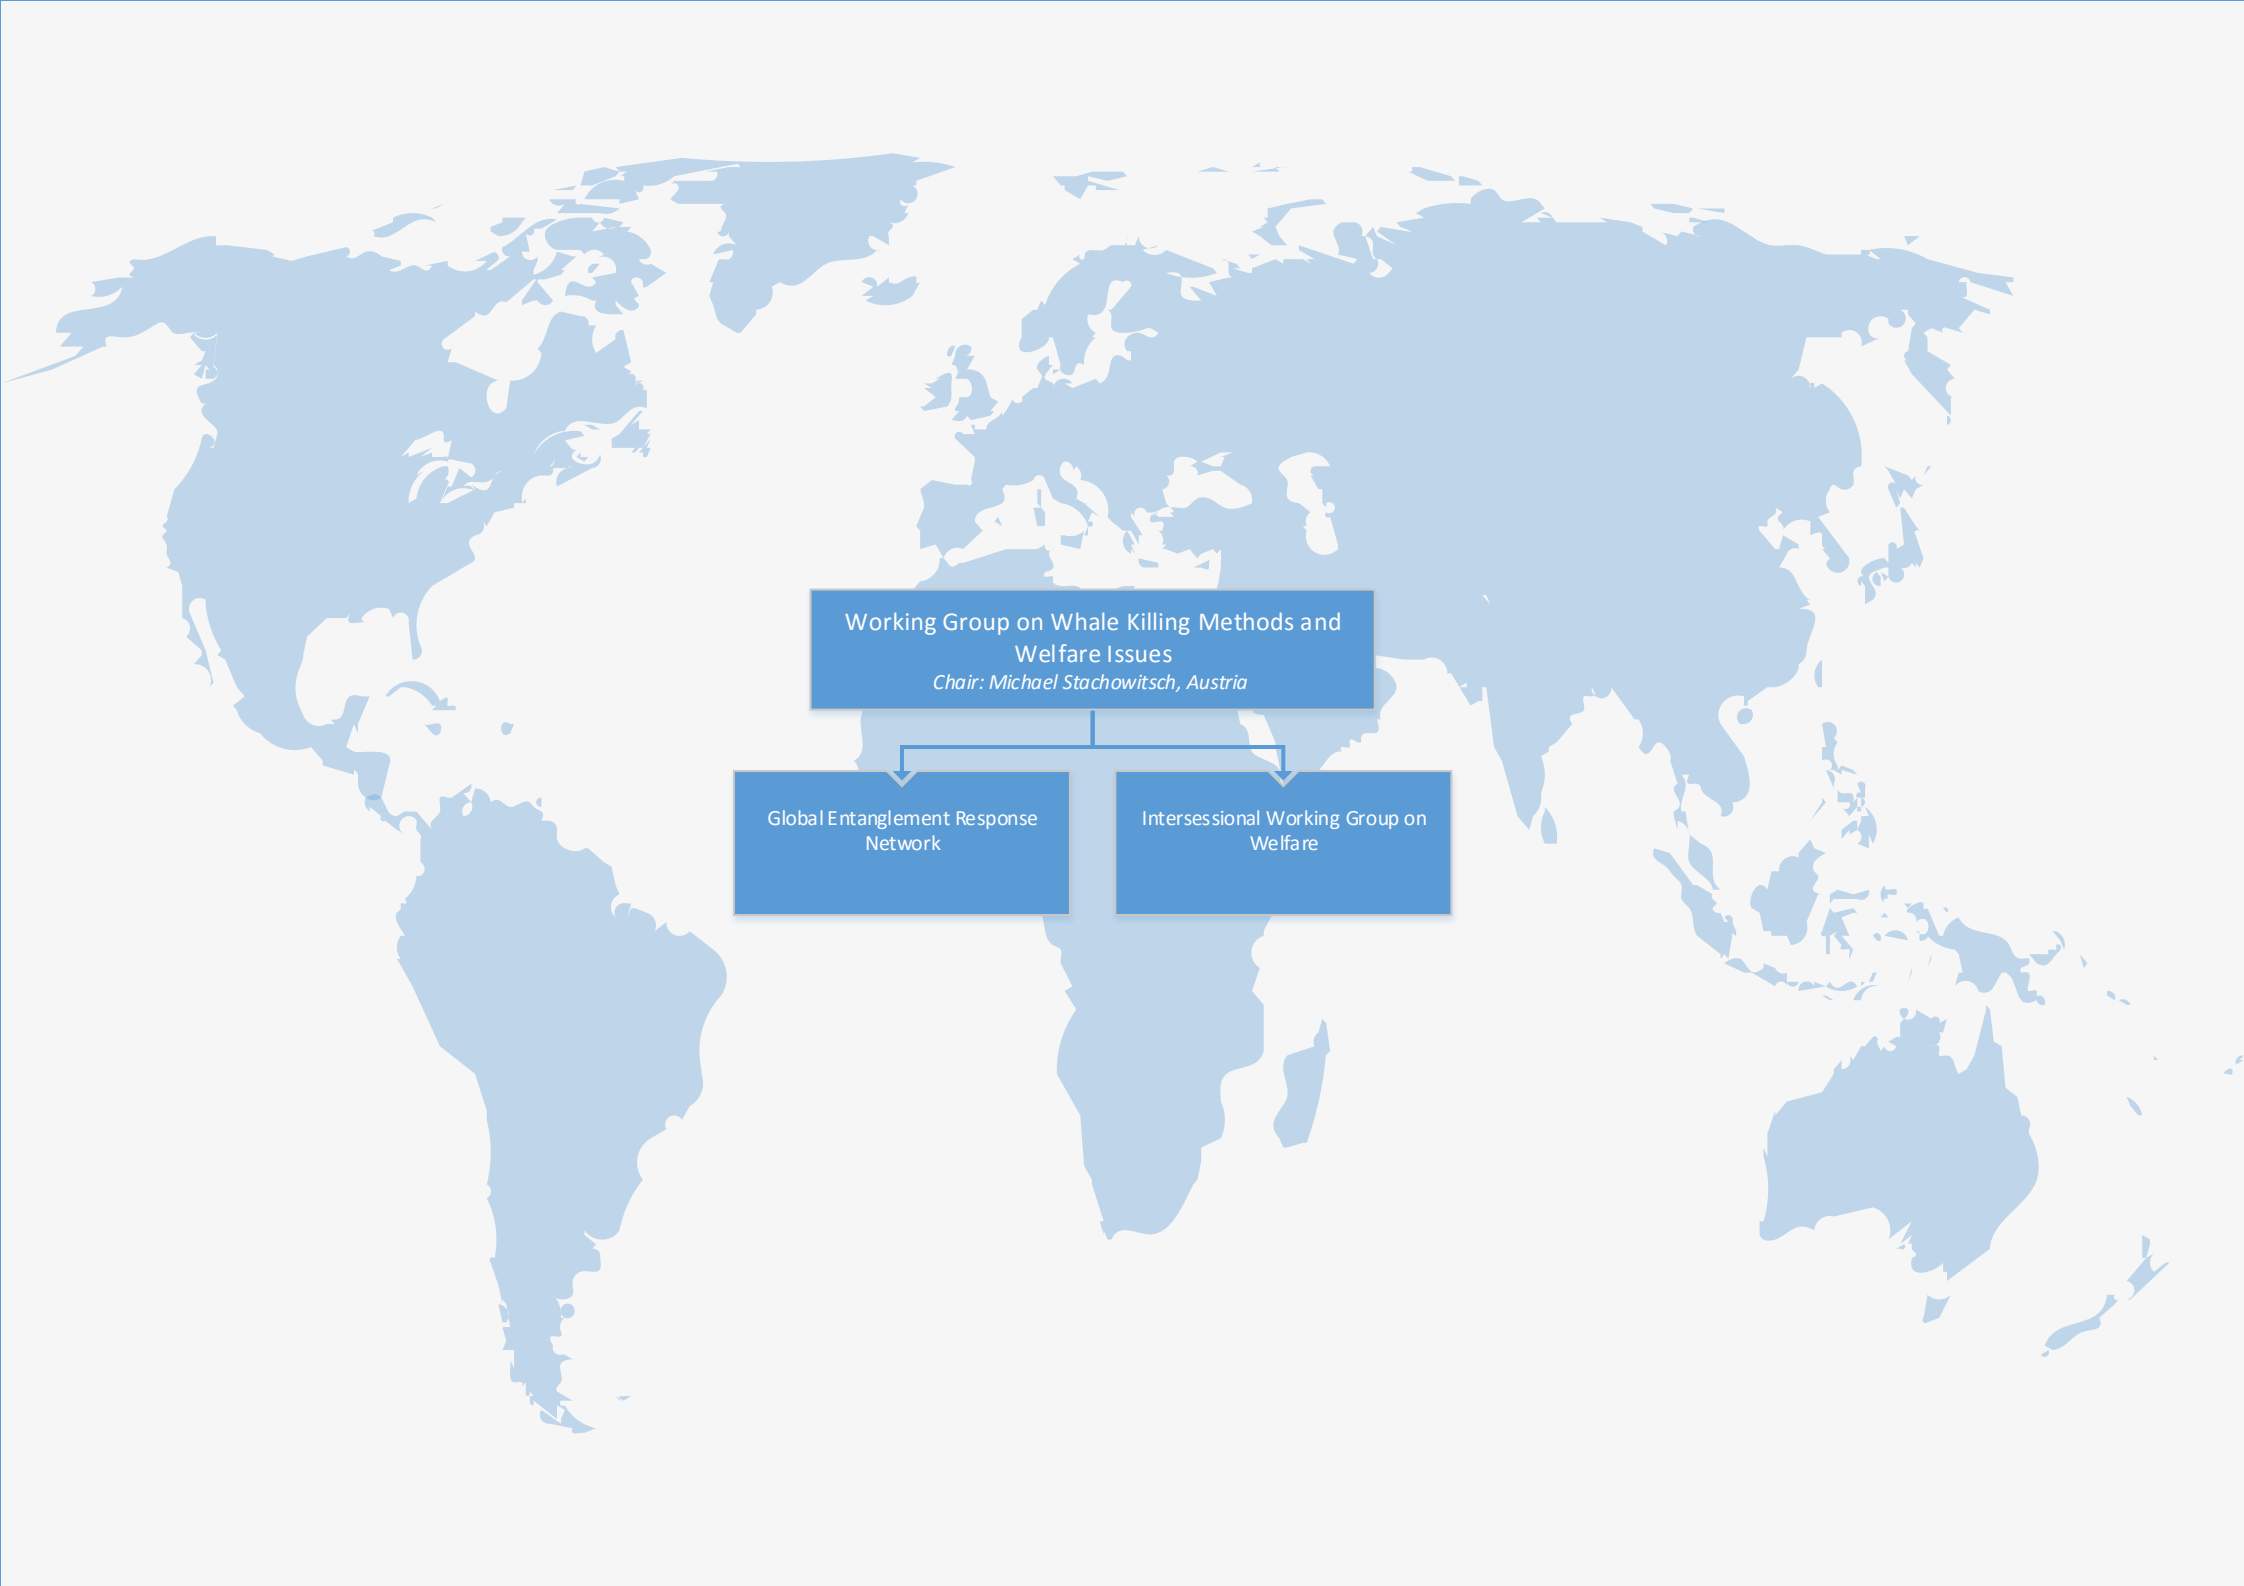 Working Group on Whale Killing Methods and
Welfare Issues
Chair: Michael Stachowitsch, Austria
Global Entanglement Response
Network
Intersessional Working Group on
Welfare